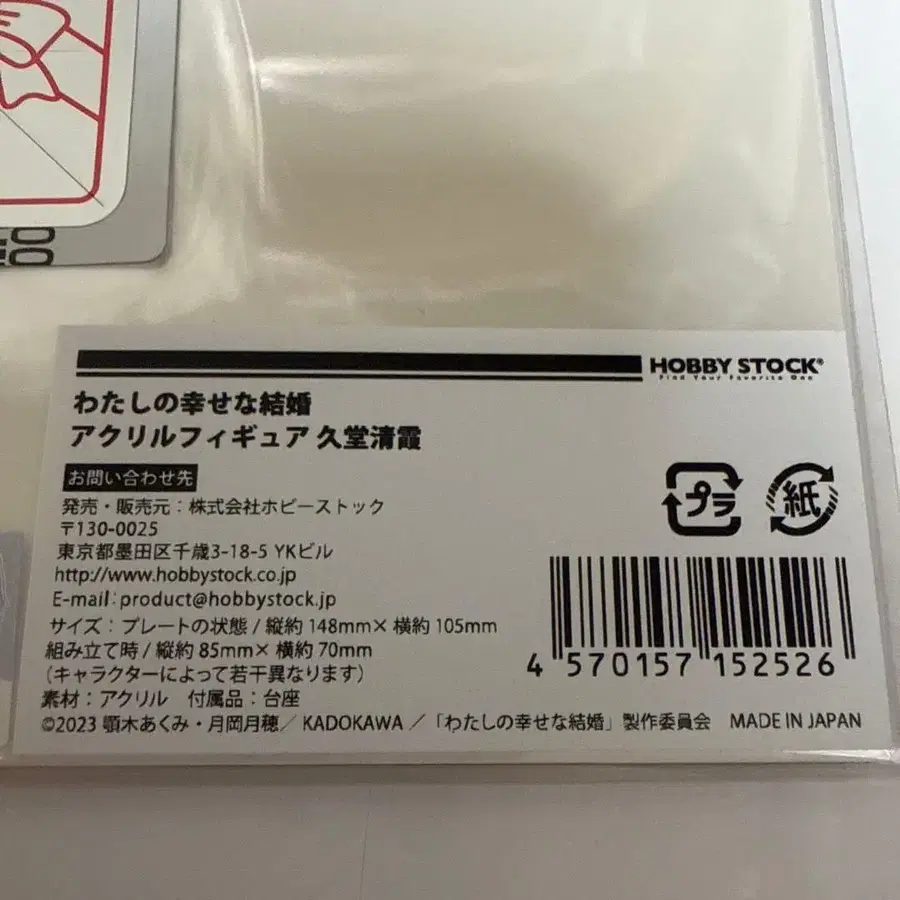 HOBBY STOCK®
Find Your Favorite One
わたしの幸せな結婚
アクリルフィギュア 久堂清霞
お問い合わせ先
発売・販売元：株式会社ホビーストック
〒130-0025
東京都墨田区千歳3-18-5 YKビル
http://www.hobbystock.co.jp
E-mail：product@hobbystock.jp
サイズ：プレートの状態 / 縦約 148mm× 横約 105mm
組み立て時 / 縦約 85mm× 横約 70mm
（キャラクターによって若干異なります）
素材：アクリル　付属品：台座
プラ
紙
4 570157 152526
©2023 顎木あくみ・月岡月穂／ KADOKAWA ／「わたしの幸せな結婚」製作委員会　MADE IN JAPAN